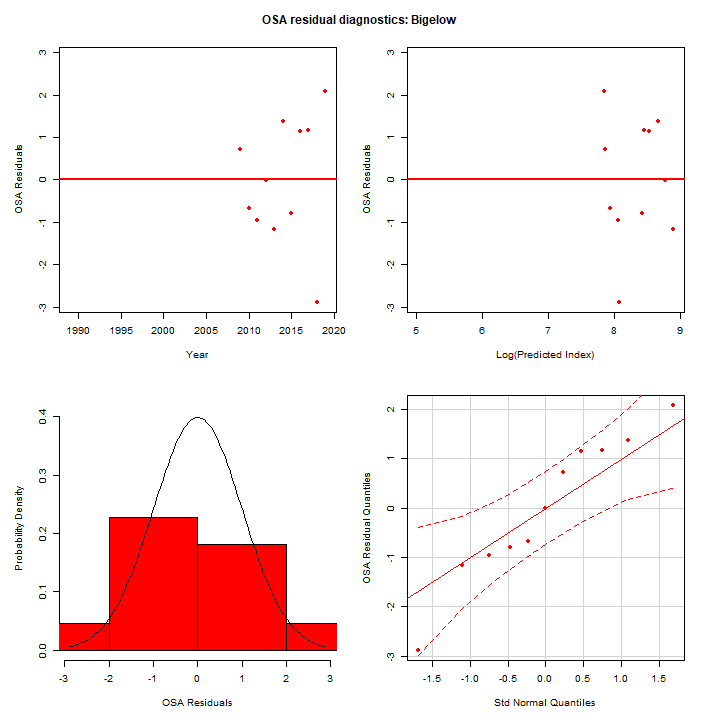 OSA residual diagnostics: Bigelow
3
2
1
0
-1
-2
-3
OSA Residuals
1990 1995 2000 2005 2010 2015 2020
Year
3
2
1
0
-1
-2
-3
OSA Residuals
5 6 7 8 9
Log(Predicted Index)
0.4
0.3
0.2
0.1
0.0
Probability Density
-3 -2 -1 0 1 2 3
OSA Residuals
2
1
0
-1
-2
-3
OSA Residual Quantiles
-1.5 -1.0 -0.5 0.0 0.5 1.0 1.5
Std Normal Quantiles